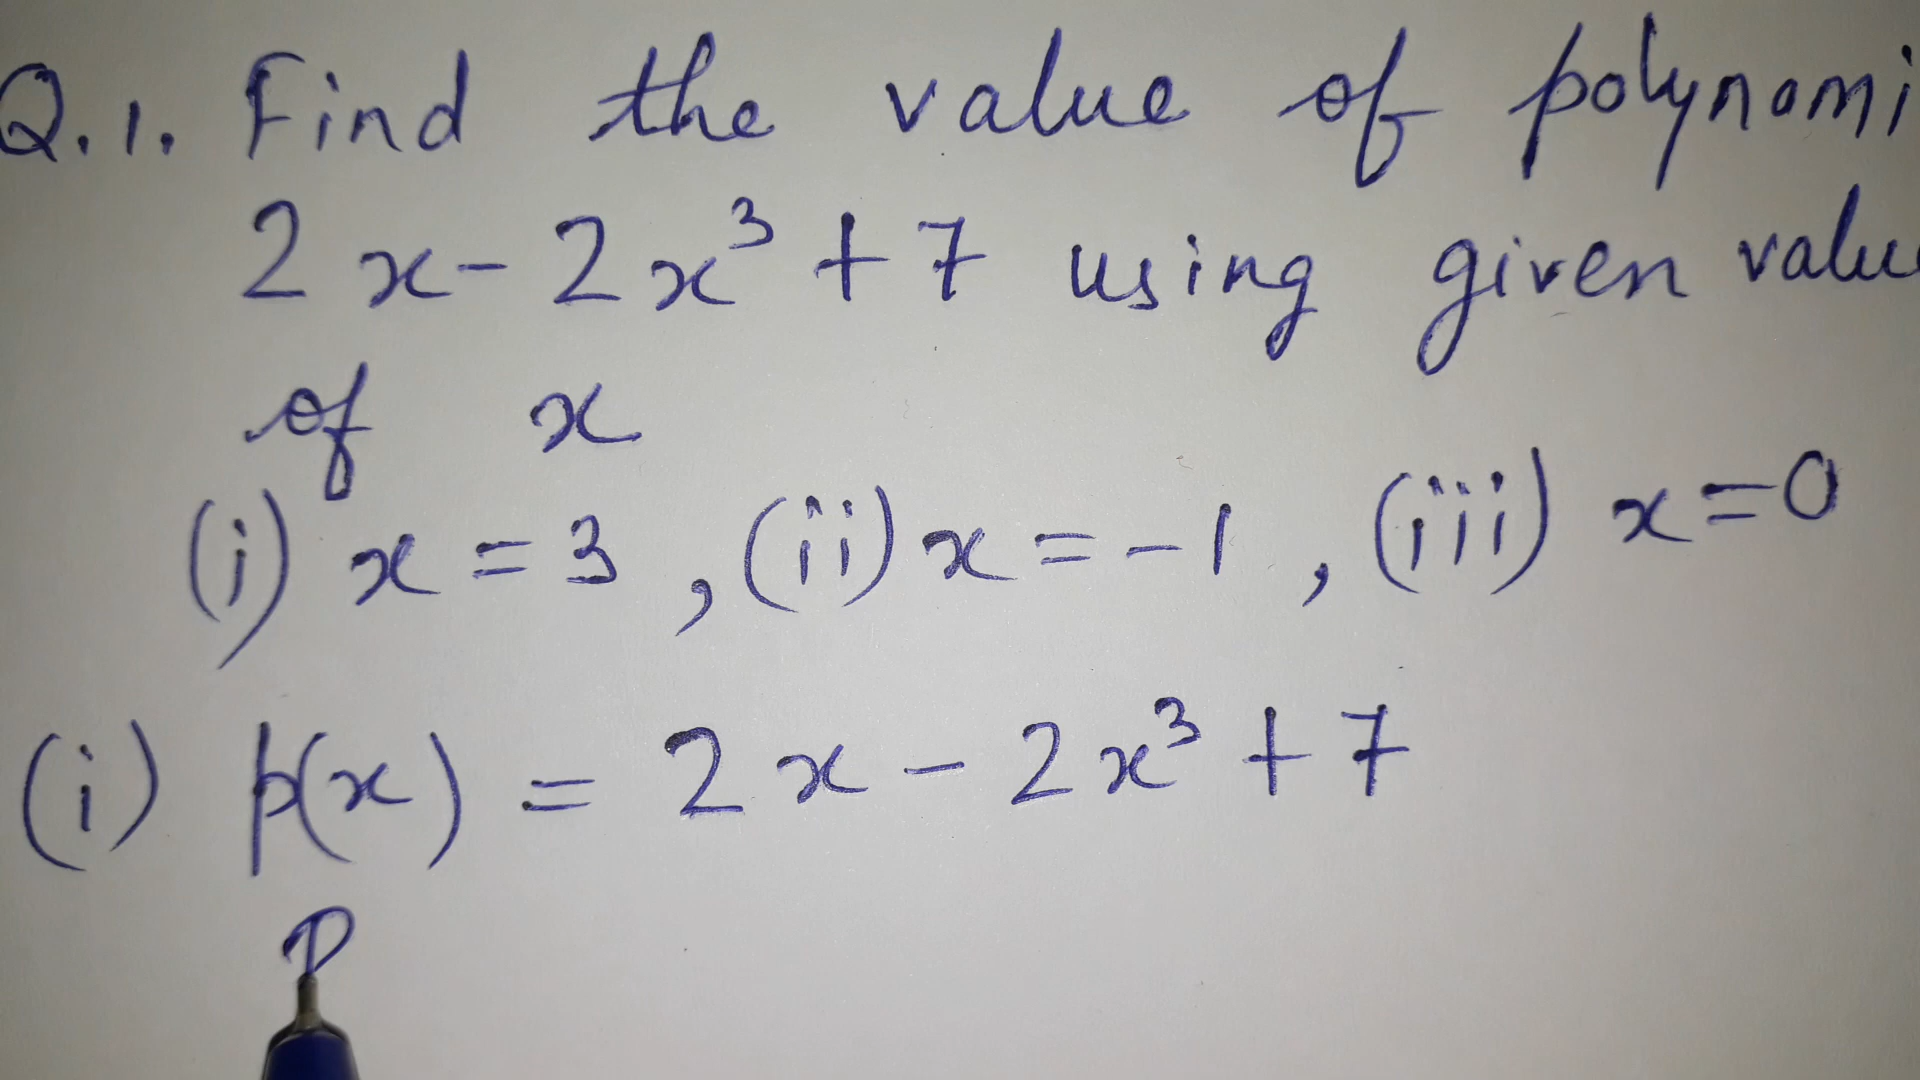 Q.1. Find the value of polynomi
2x - 2x³ + 7 using given value
of x
(i) x = 3, (ii) x = -1, (iii) x = 0
(i) p(x) = 2x - 2x³ + 7
P